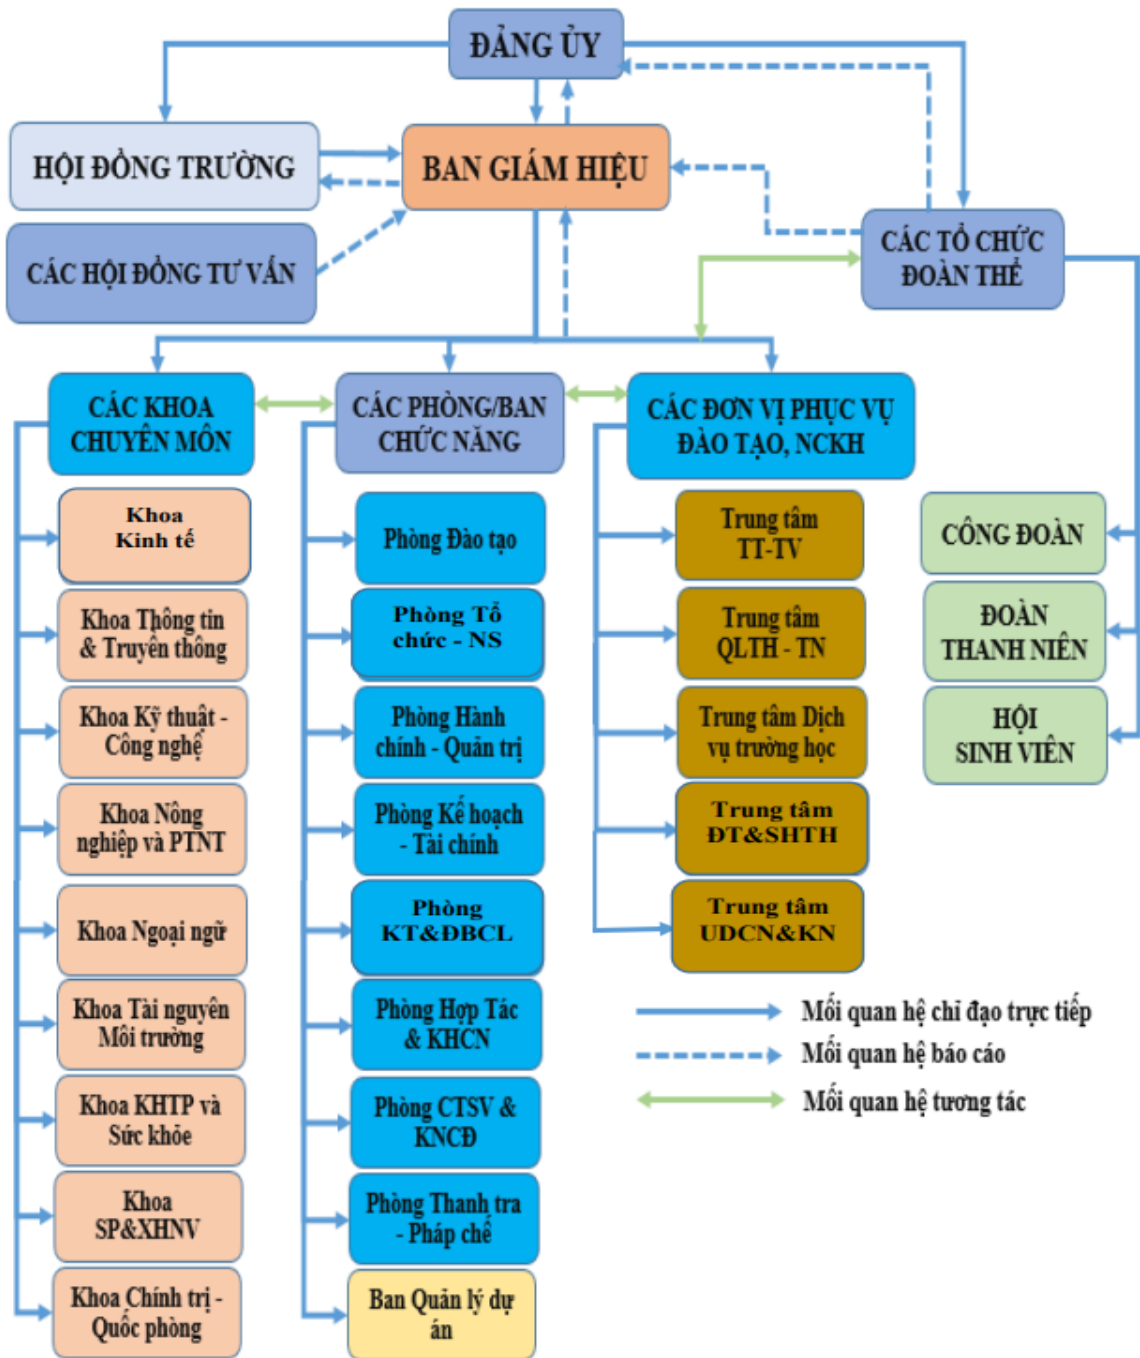 ĐẢNG ỦY
HỘI ĐỒNG TRƯỜNG
BAN GIÁM HIỆU
CÁC HỘI ĐỒNG TƯ VẤN
CÁC TỔ CHỨC
ĐOÀN THỂ
CÁC KHOA
CHUYÊN MÔN
CÁC PHÒNG/BAN
CHỨC NĂNG
CÁC ĐƠN VỊ PHỤC VỤ
ĐÀO TẠO, NCKH
Khoa
Kinh tế
Khoa Thông tin
& Truyền thông
Khoa Kỹ thuật -
Công nghệ
Khoa Nông
nghiệp và PTNT
Khoa Ngoại ngữ
Khoa Tài nguyên
Môi trường
Khoa KHTP và
Sức khỏe
Khoa
SP&XHNV
Khoa Chính trị -
Quốc phòng
Phòng Đào tạo
Phòng Tổ
chức - NS
Phòng Hành
chính - Quản trị
Phòng Kế hoạch
- Tài chính
Phòng
KT&ĐBCL
Phòng Hợp Tác
& KHCN
Phòng CTSV &
KNCĐ
Phòng Thanh tra
- Pháp chế
Ban Quản lý dự
án
Trung tâm
TT-TV
Trung tâm
QLTH - TN
Trung tâm Dịch
vụ trường học
Trung tâm
ĐT&SHTH
Trung tâm
UDCN&KN
CÔNG ĐOÀN
ĐOÀN
THANH NIÊN
HỘI
SINH VIÊN
Mối quan hệ chỉ đạo trực tiếp
Mối quan hệ báo cáo
Mối quan hệ tương tác